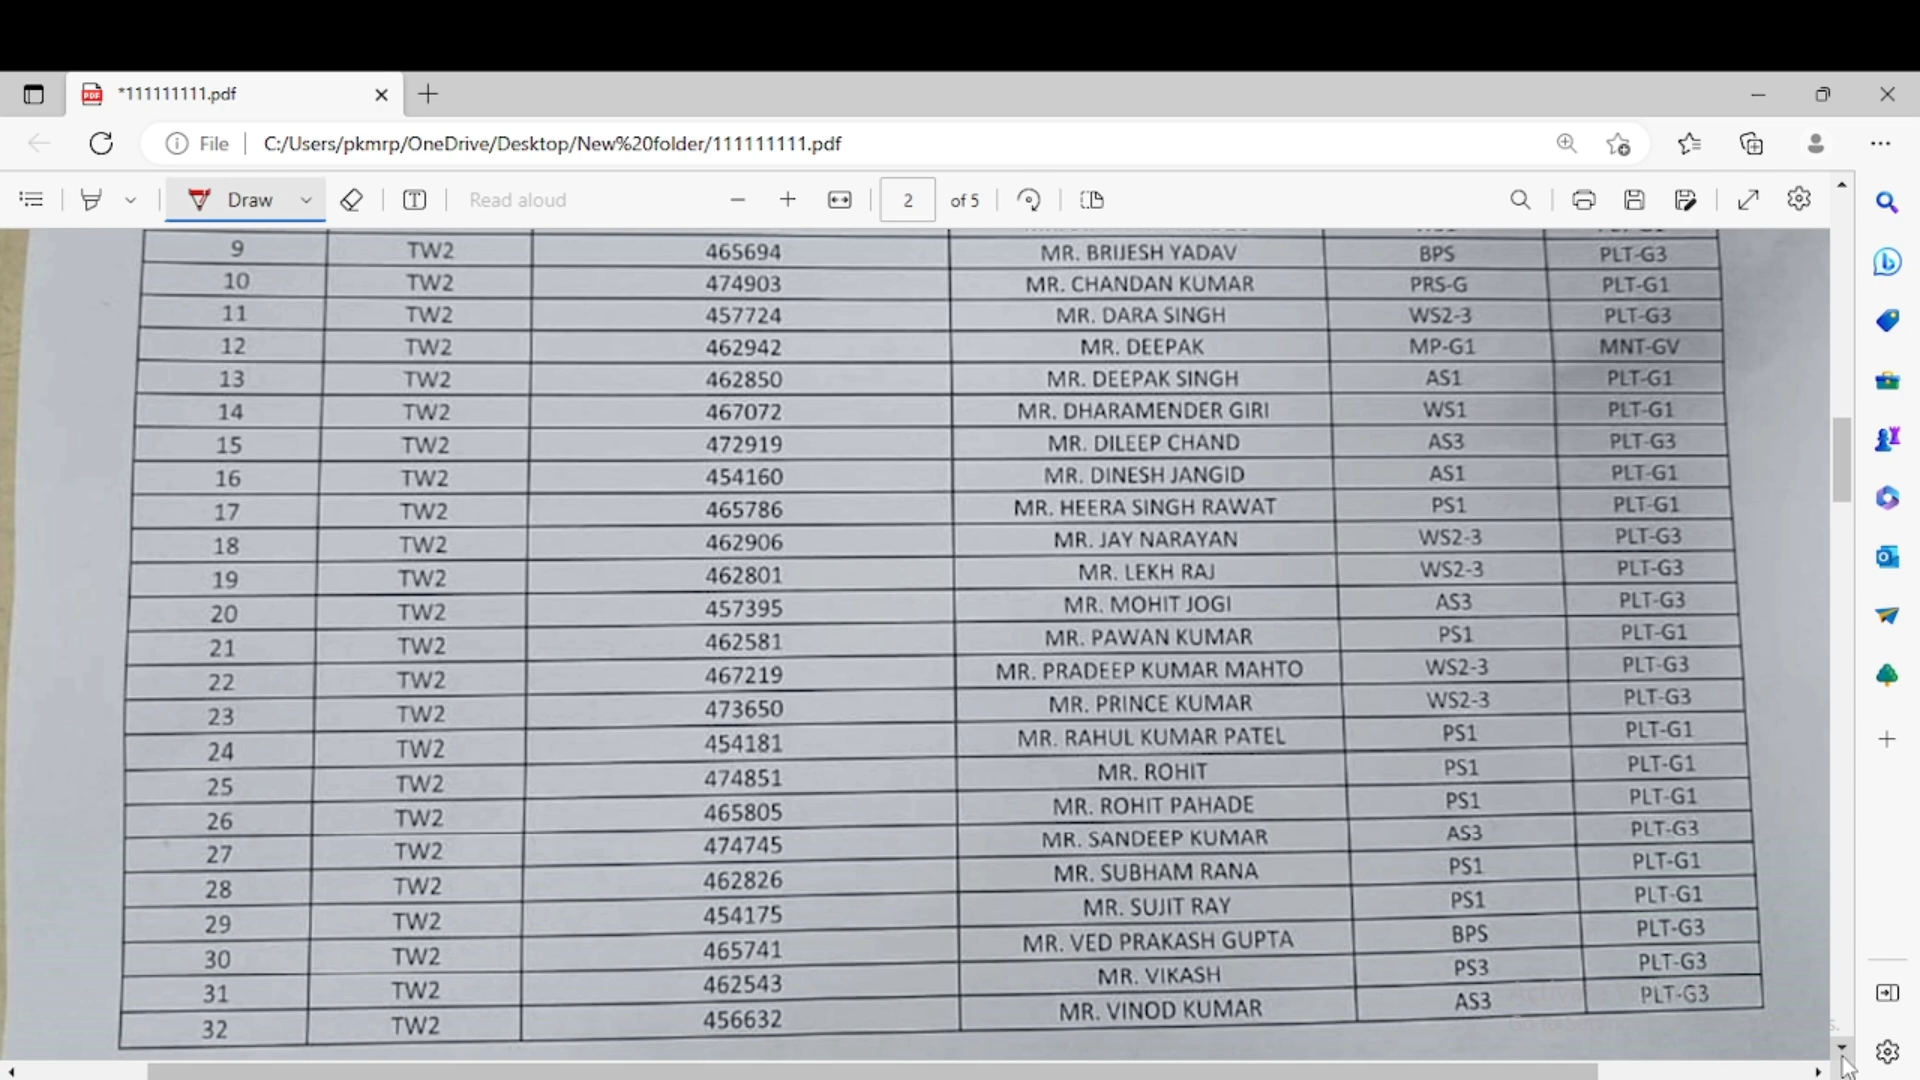 *111111111.pdf
File C:/Users/pkmrp/OneDrive/Desktop/New%20folder/111111111.pdf
Draw Read aloud 2 of 5
9 TW2 465694 MR. BRIJESH YADAV BPS PLT-G3
10 TW2 474903 MR. CHANDAN KUMAR PRS-G PLT-G1
11 TW2 457724 MR. DARA SINGH WS2-3 PLT-G3
12 TW2 462942 MR. DEEPAK MP-G1 MNT-GV
13 TW2 462850 MR. DEEPAK SINGH AS1 PLT-G1
14 TW2 467072 MR. DHARAMENDER GIRI WS1 PLT-G1
15 TW2 472919 MR. DILEEP CHAND AS3 PLT-G3
16 TW2 454160 MR. DINESH JANGID AS1 PLT-G1
17 TW2 465786 MR. HEERA SINGH RAWAT PS1 PLT-G1
18 TW2 462906 MR. JAY NARAYAN WS2-3 PLT-G3
19 TW2 462801 MR. LEKH RAJ WS2-3 PLT-G3
20 TW2 457395 MR. MOHIT JOGI AS3 PLT-G3
21 TW2 462581 MR. PAWAN KUMAR PS1 PLT-G1
22 TW2 467219 MR. PRADEEP KUMAR MAHTO WS2-3 PLT-G3
23 TW2 473650 MR. PRINCE KUMAR WS2-3 PLT-G3
24 TW2 454181 MR. RAHUL KUMAR PATEL PS1 PLT-G1
25 TW2 474851 MR. ROHIT PS1 PLT-G1
26 TW2 465805 MR. ROHIT PAHADE PS1 PLT-G1
27 TW2 474745 MR. SANDEEP KUMAR AS3 PLT-G3
28 TW2 462826 MR. SUBHAM RANA PS1 PLT-G1
29 TW2 454175 MR. SUJIT RAY PS1 PLT-G1
30 TW2 465741 MR. VED PRAKASH GUPTA BPS PLT-G3
31 TW2 462543 MR. VIKASH PS3 PLT-G3
32 TW2 456632 MR. VINOD KUMAR AS3 PLT-G3